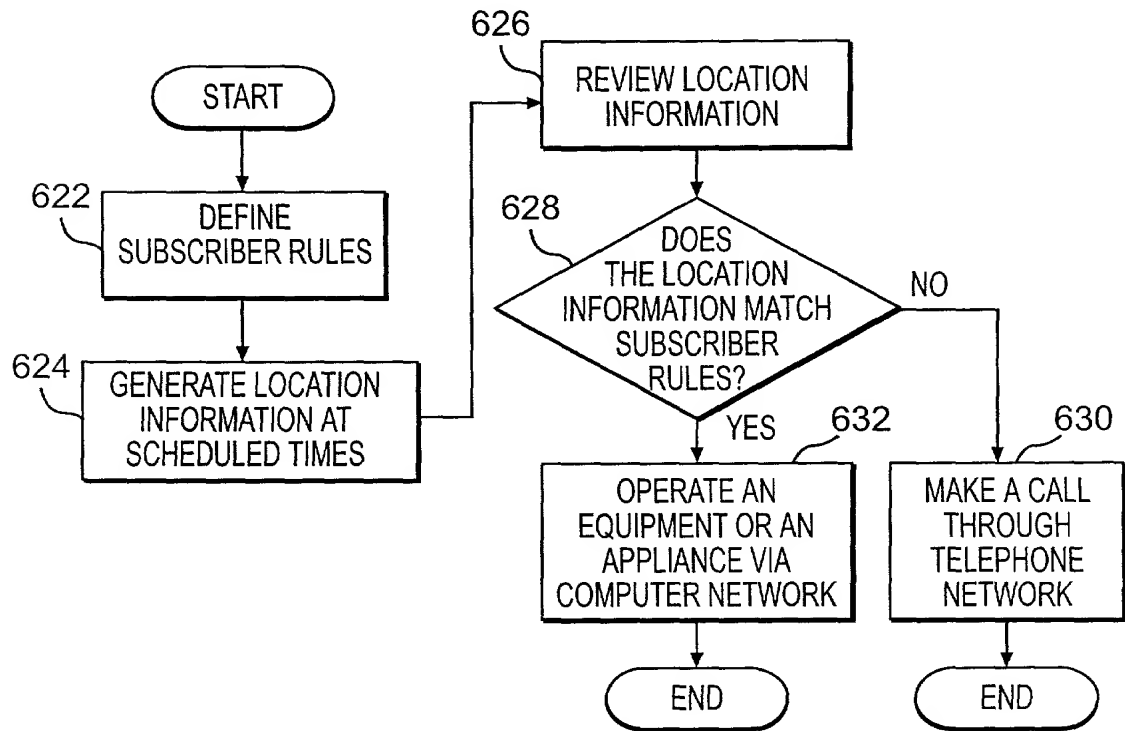 START
622
DEFINE
SUBSCRIBER RULES
624
GENERATE LOCATION
INFORMATION AT
SCHEDULED TIMES
626
REVIEW LOCATION
INFORMATION
628
DOES
THE LOCATION
INFORMATION MATCH
SUBSCRIBER
RULES?
NO
YES
632
OPERATE AN
EQUIPMENT OR AN
APPLIANCE VIA
COMPUTER NETWORK
END
630
MAKE A CALL
THROUGH
TELEPHONE
NETWORK
END